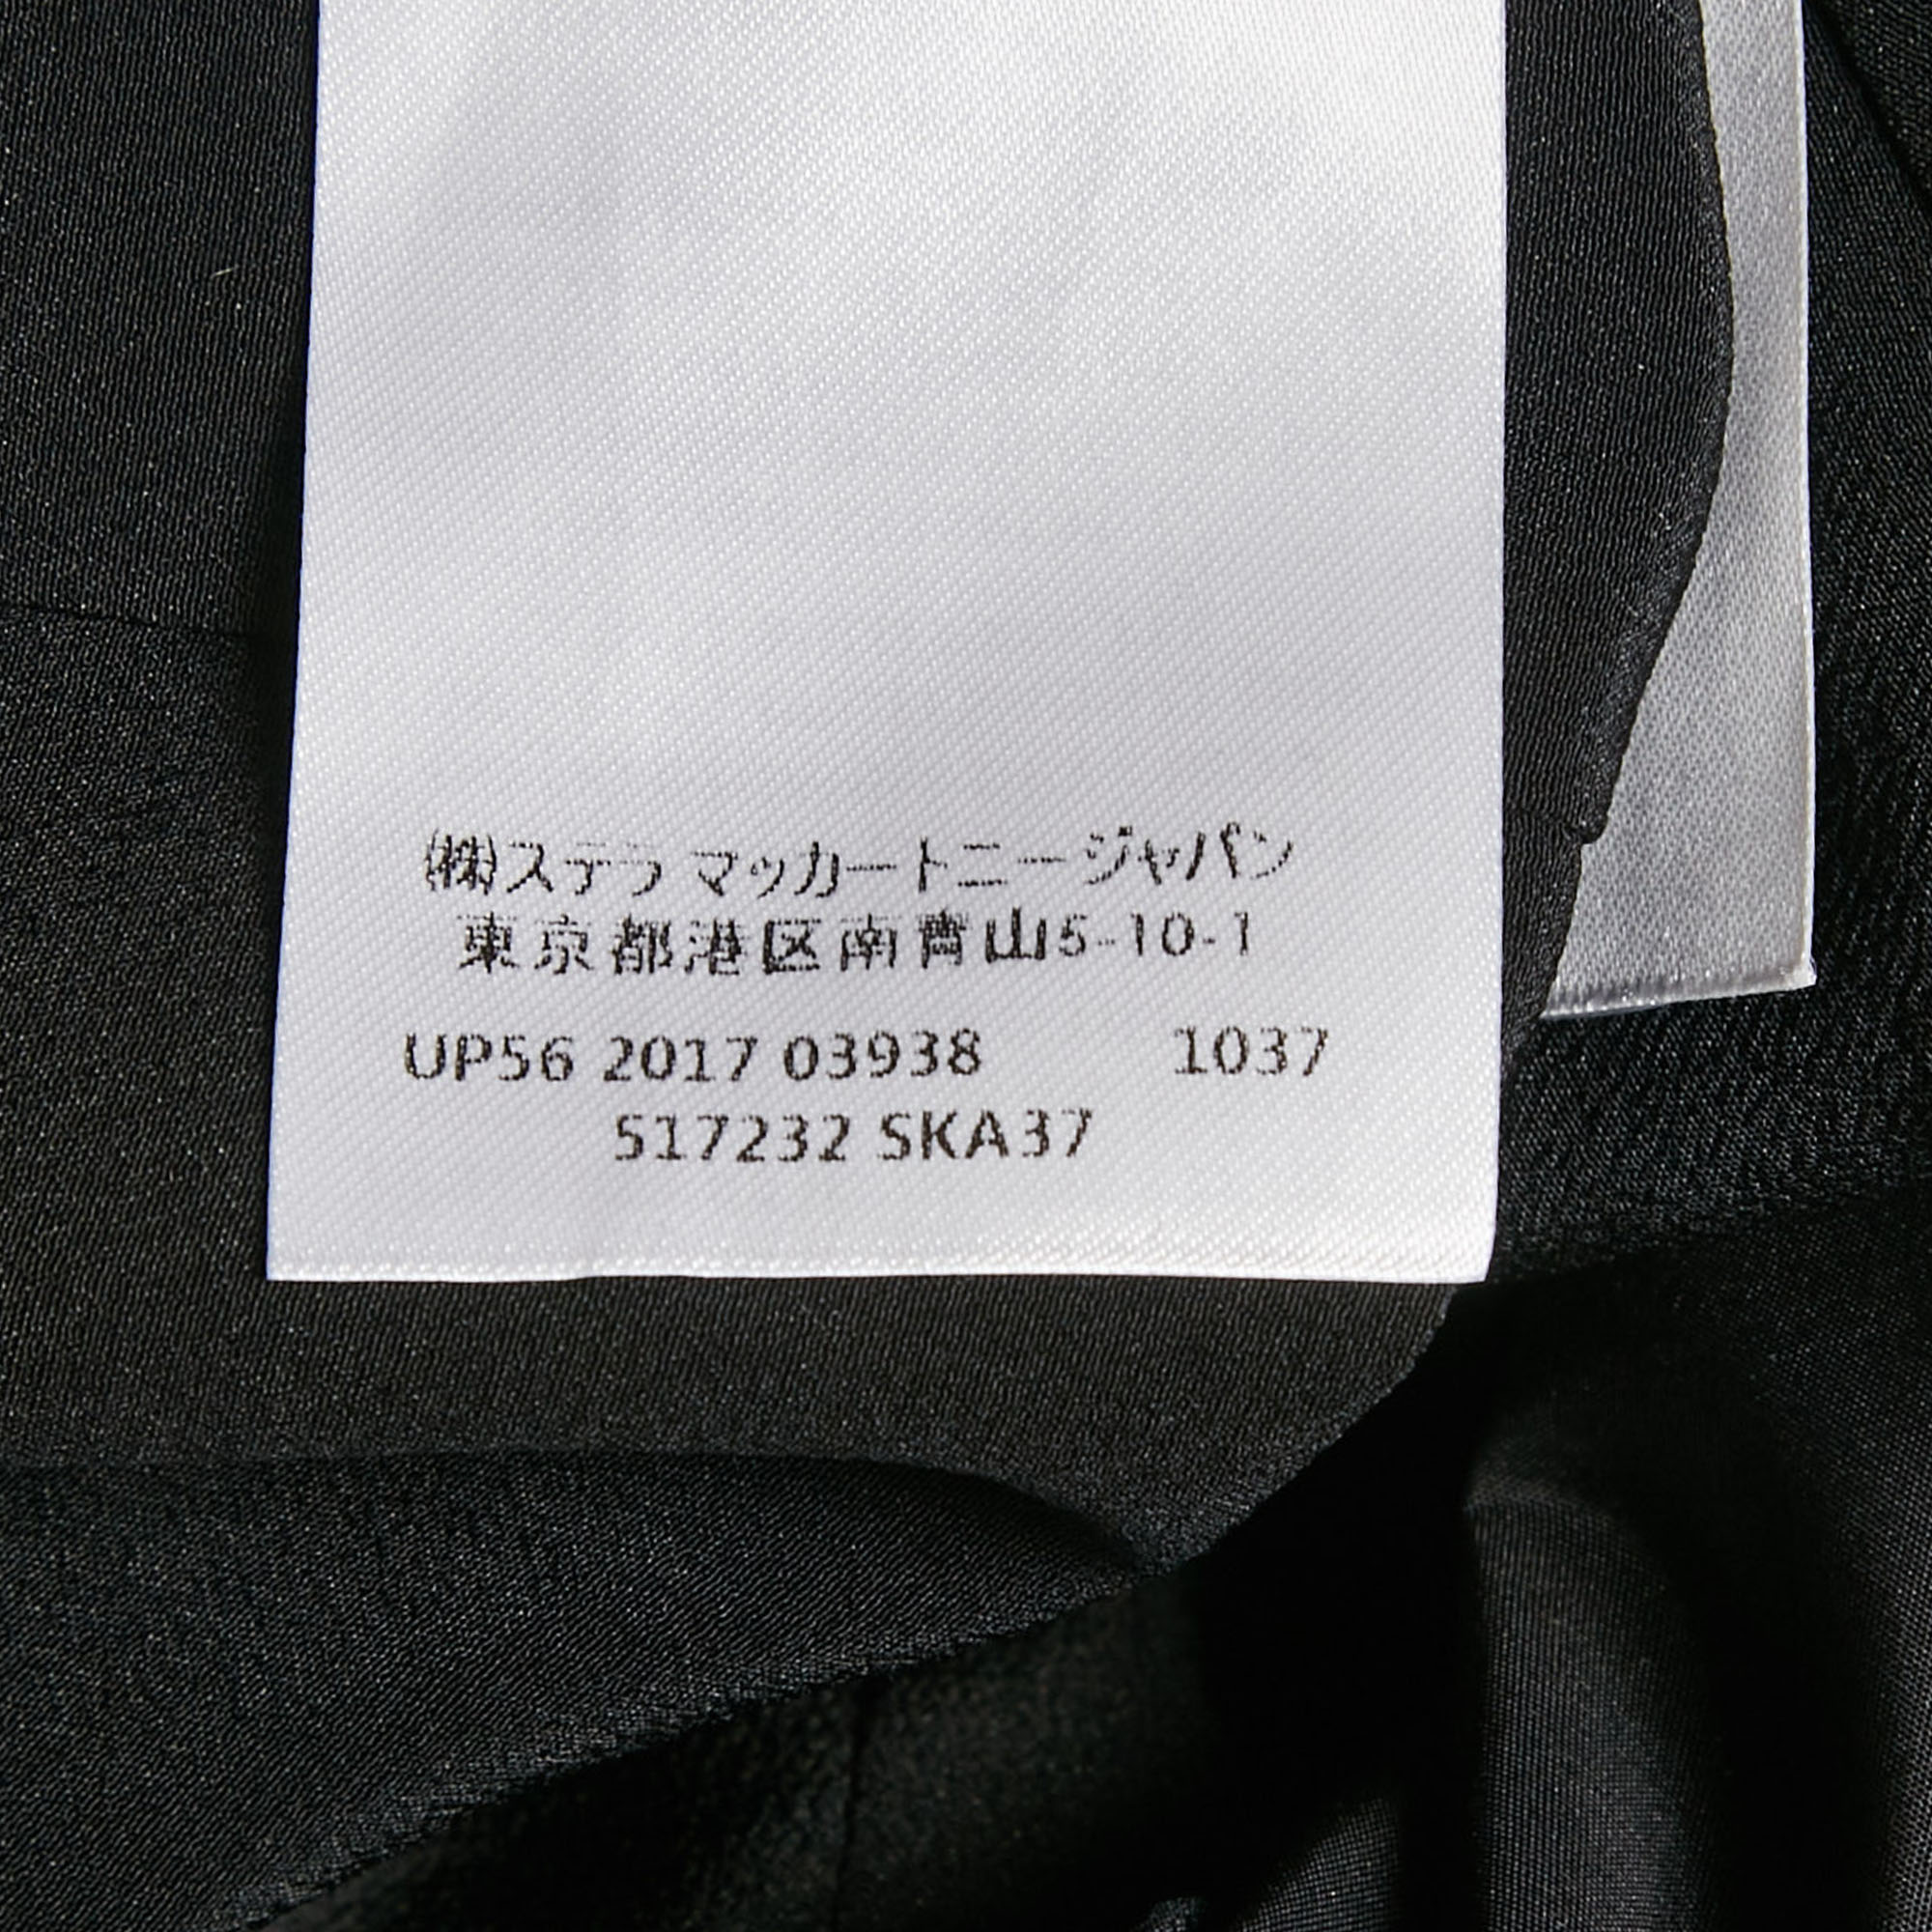 ㈱ステラ マッカートニージャパン
東京都港区南青山5-10-1
UP56 2017 03938 1037
517232 SKA37